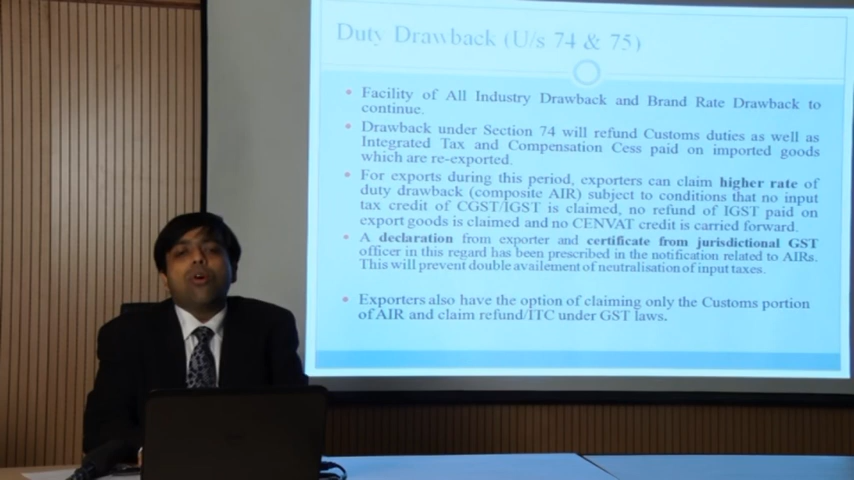 Duty Drawback (U/s 74 & 75)
• Facility of All Industry Drawback and Brand Rate Drawback to
continue.
• Drawback under Section 74 will refund Customs duties as well as
Integrated Tax and Compensation Cess paid on imported goods
which are re-exported.
• For exports during this period, exporters can claim higher rate of
duty drawback (composite AIR) subject to conditions that no input
tax credit of CGST/IGST is claimed, no refund of IGST paid on
export goods is claimed and no CENVAT credit is carried forward.
• A declaration from exporter and certificate from jurisdictional GST
officer in this regard has been prescribed in the notification related to AIRs.
This will prevent double availement of neutralisation of input taxes.
• Exporters also have the option of claiming only the Customs portion
of AIR and claim refund/ITC under GST laws.